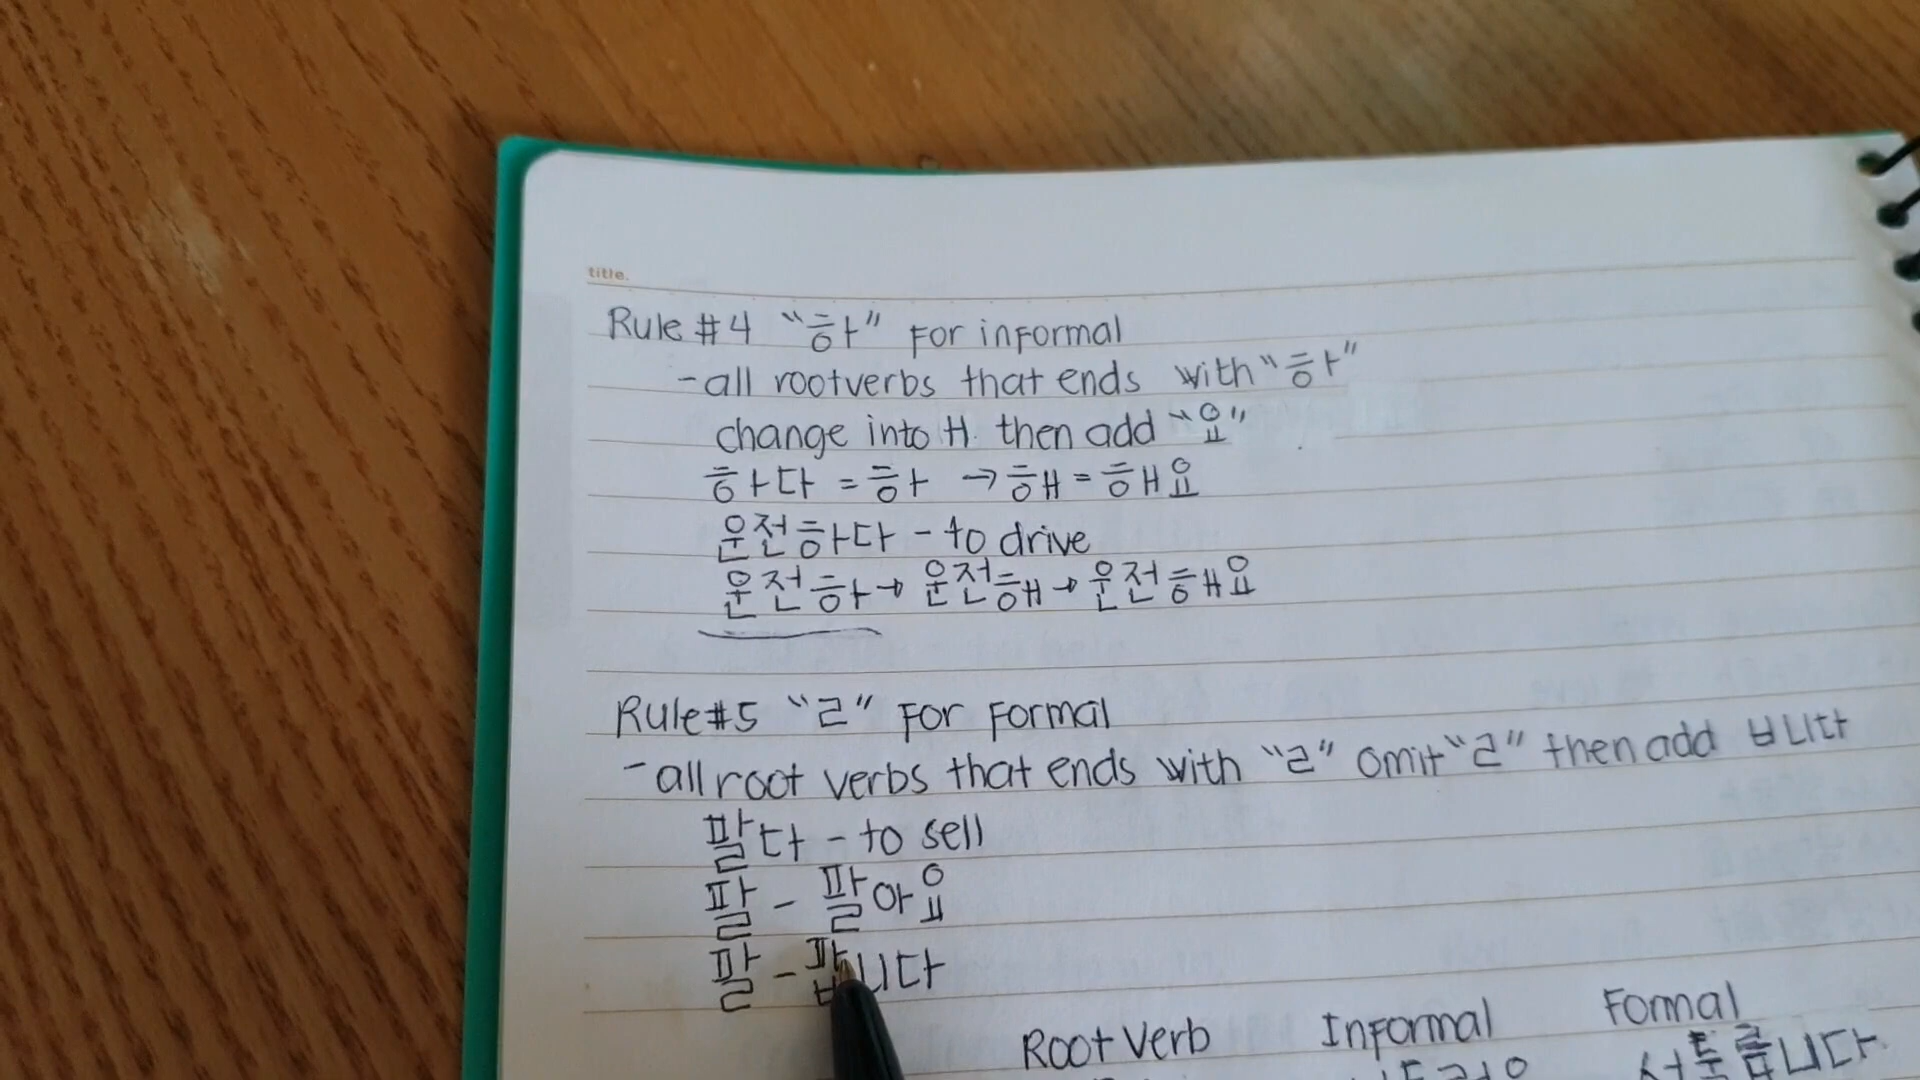 title.
Rule #4 "하" For informal
- all rootverbs that ends with "하"
change into ㅐ. then add "요"
하다 = 하 → 해 = 해요
운전하다 - to drive
운전하 → 운전해 → 운전해요
Rule #5 "ㄹ" For Formal
- all root verbs that ends with "ㄹ" omit "ㄹ" then add ㅂ니다
팔다 - to sell
팔 - 팔아요
팔 - 팝니다
Root Verb Informal Formal